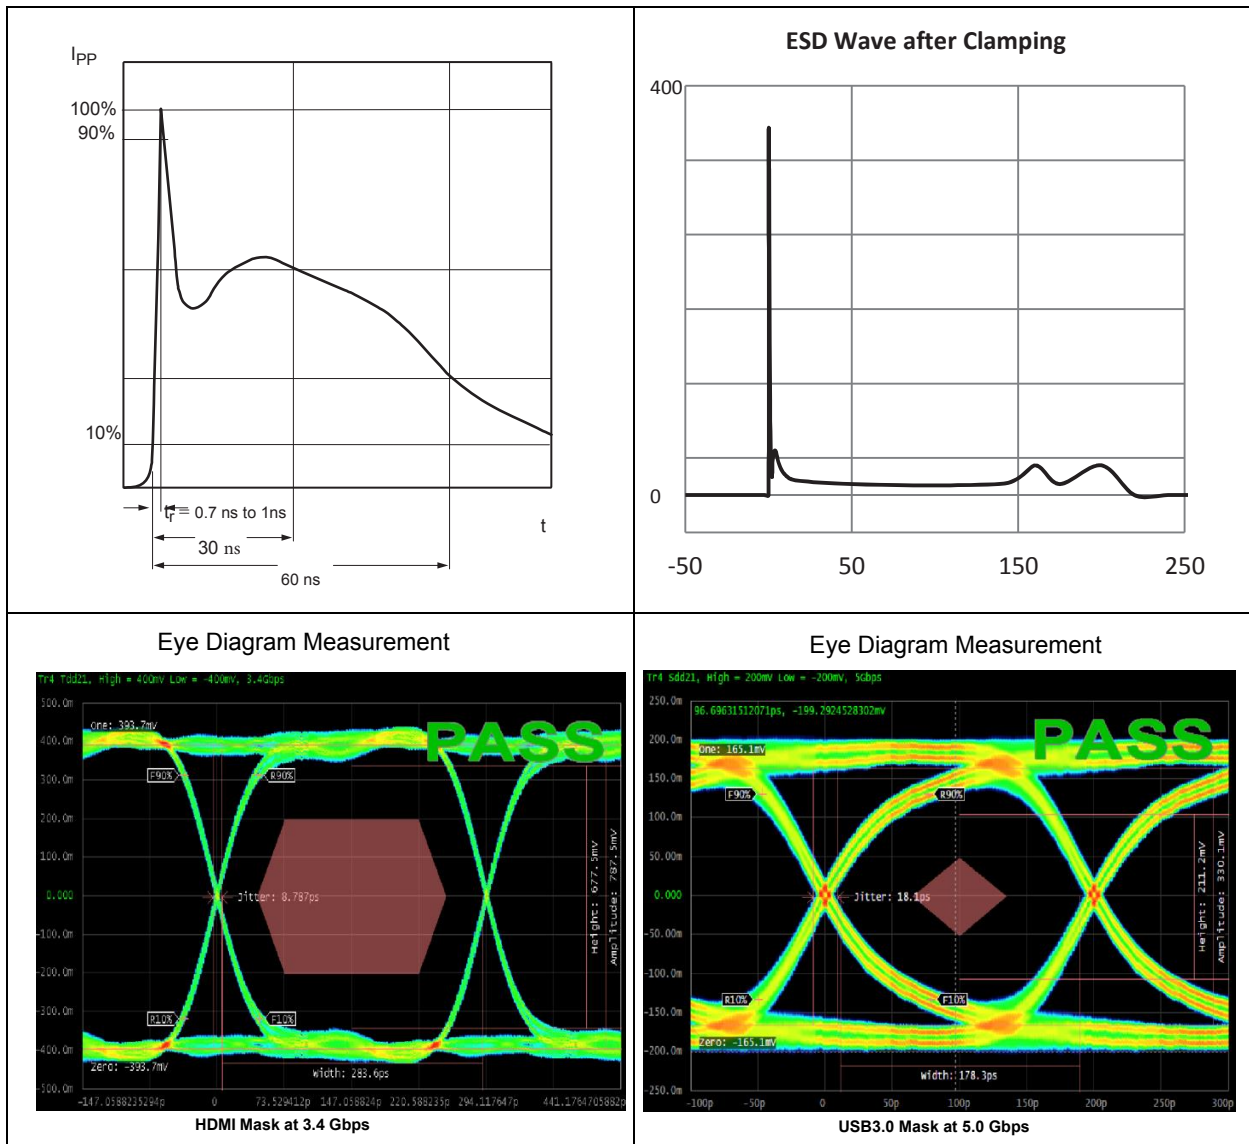 I_PP
100%
90%
10%
t_r = 0.7 ns to 1ns
t
30 ns
60 ns
ESD Wave after Clamping
400
0
-50 50 150 250
Eye Diagram Measurement
Tr4 Tdd21, High = 400mV Low = -400mV, 3.4Gbps
500.0m
One: 393.7mV
PASS
400.0m
F90% R90%
300.0m
200.0m
100.0m
0.000
Jitter: 8.787ps
Height: 677.5mV
Amplitude: 787.5mV
-100.0m
-200.0m
-300.0m
R10% F10%
-400.0m
Zero: -393.7mV
Width: 283.6ps
-500.0m
-147.0588235294p 0 73.529412p 147.058824p 220.588235p 294.117647p 441.1764705882p
HDMI Mask at 3.4 Gbps
Eye Diagram Measurement
Tr4 Sdd21, High = 200mV Low = -200mV, 5Gbps
250.0m
96.69631512071ps, -199.2924528302mV
PASS
200.0m
One: 165.1mV
150.0m
F90% R90%
100.0m
50.00m
0.000
Jitter: 18.1ps
Height: 211.2mV
Amplitude: 330.1mV
-50.00m
-100.0m
R10% F10%
-150.0m
Zero: -165.1mV
-200.0m
Width: 178.3ps
-250.0m
-100p -50p 0 50p 100p 150p 200p 250p 300p
USB3.0 Mask at 5.0 Gbps